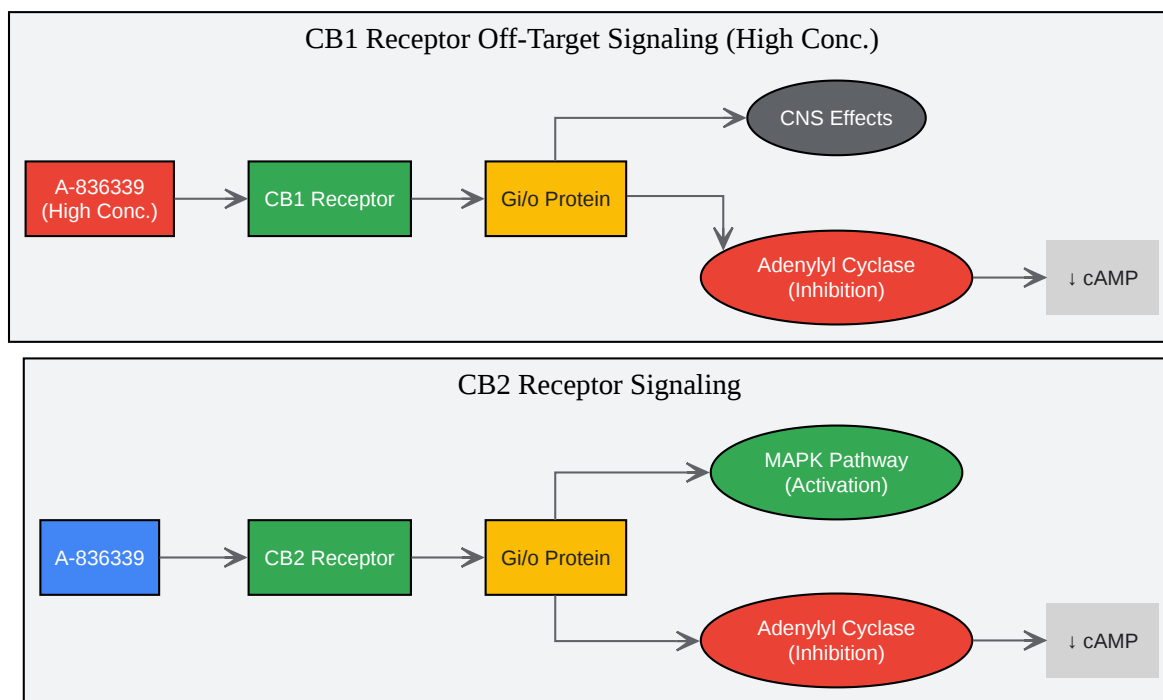 CB1 Receptor Off-Target Signaling (High Conc.)
CNS Effects
A-836339
(High Conc.)
CB1 Receptor
Gi/o Protein
Adenylyl Cyclase
(Inhibition)
↓ cAMP
CB2 Receptor Signaling
MAPK Pathway
(Activation)
A-836339
CB2 Receptor
Gi/o Protein
Adenylyl Cyclase
(Inhibition)
↓ cAMP